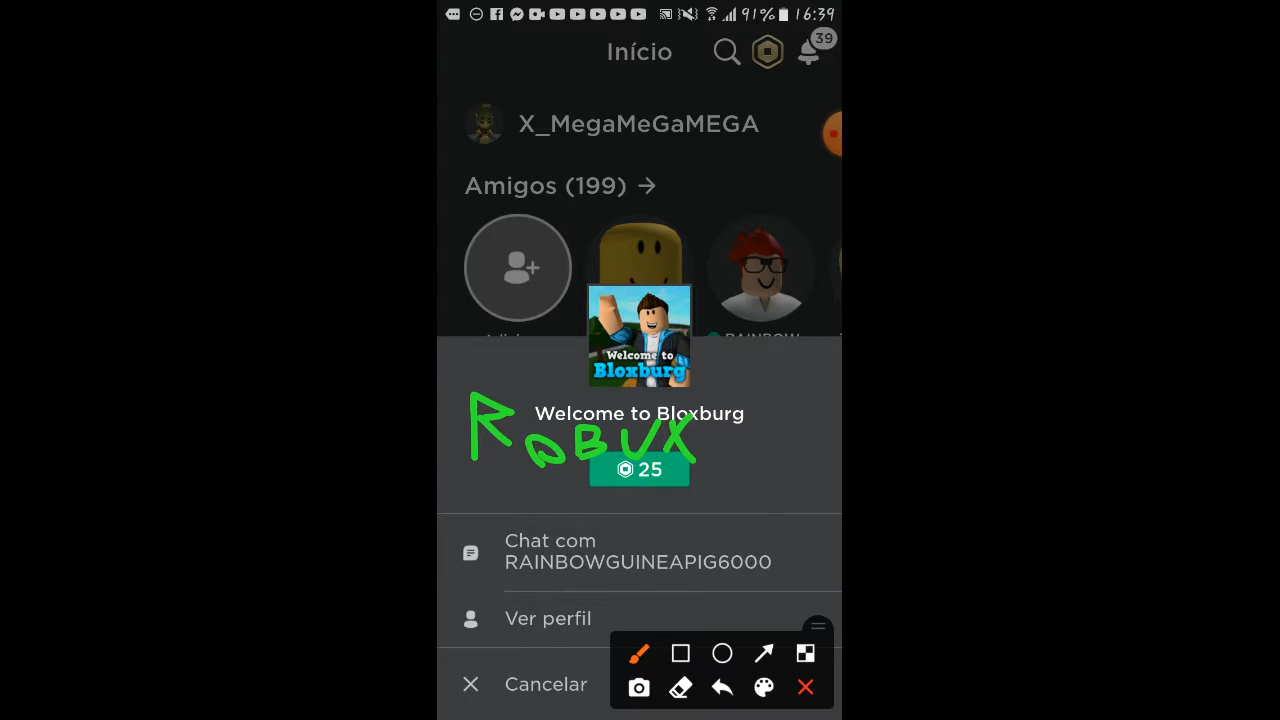 91% 16:39
Início
39
X_MegaMeGaMEGA
Amigos (199) →
RAINBOW
Welcome to
Bloxburg
Welcome to Bloxburg
ROBUX
25
Chat com
RAINBOWGUINEAPIG6000
Ver perfil
Cancelar